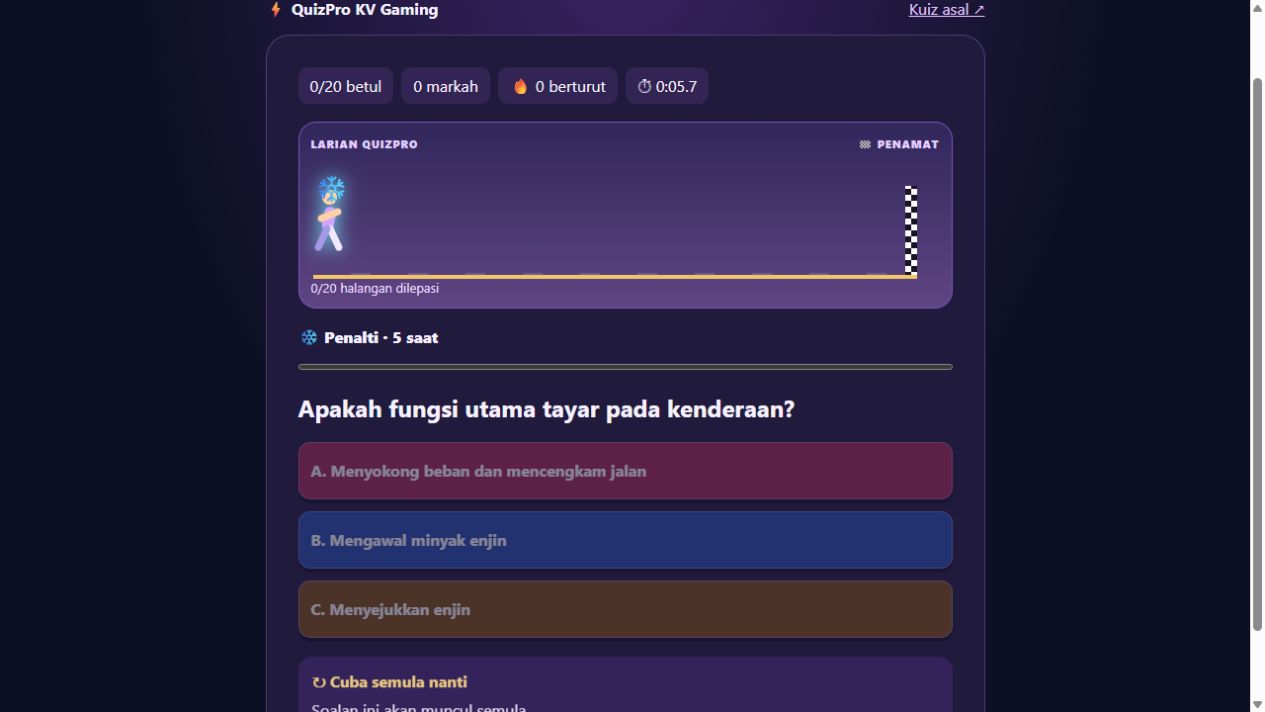 QuizPro KV Gaming
Kuiz asal ↗
0/20 betul
0 markah
0 berturut
0:05.7
LARIAN QUIZPRO
PENAMAT
0/20 halangan dilepasi
Penalti · 5 saat
Apakah fungsi utama tayar pada kenderaan?
A. Menyokong beban dan mencengkam jalan
B. Mengawal minyak enjin
C. Menyejukkan enjin
↻ Cuba semula nanti
Soalan ini akan muncul semula